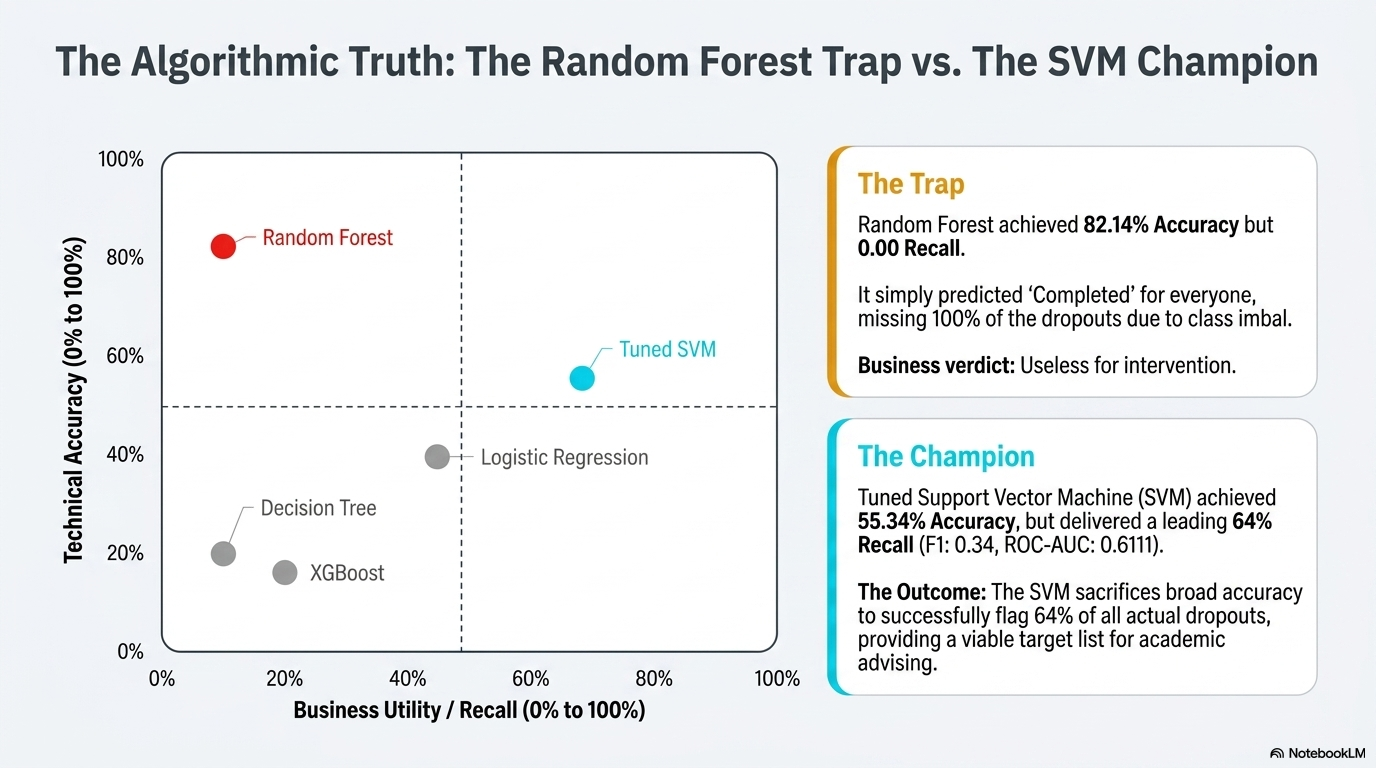 The Algorithmic Truth: The Random Forest Trap vs. The SVM Champion
Technical Accuracy (0% to 100%)
100%
80%
60%
40%
20%
0%
Random Forest
Tuned SVM
Logistic Regression
Decision Tree
XGBoost
0%
20%
40%
60%
80%
100%
Business Utility / Recall (0% to 100%)
The Trap
Random Forest achieved 82.14% Accuracy but
0.00 Recall.
It simply predicted ‘Completed’ for everyone,
missing 100% of the dropouts due to class imbal.
Business verdict: Useless for intervention.
The Champion
Tuned Support Vector Machine (SVM) achieved
55.34% Accuracy, but delivered a leading 64%
Recall (F1: 0.34, ROC-AUC: 0.6111).
The Outcome: The SVM sacrifices broad accuracy
to successfully flag 64% of all actual dropouts,
providing a viable target list for academic
advising.
NotebookLM